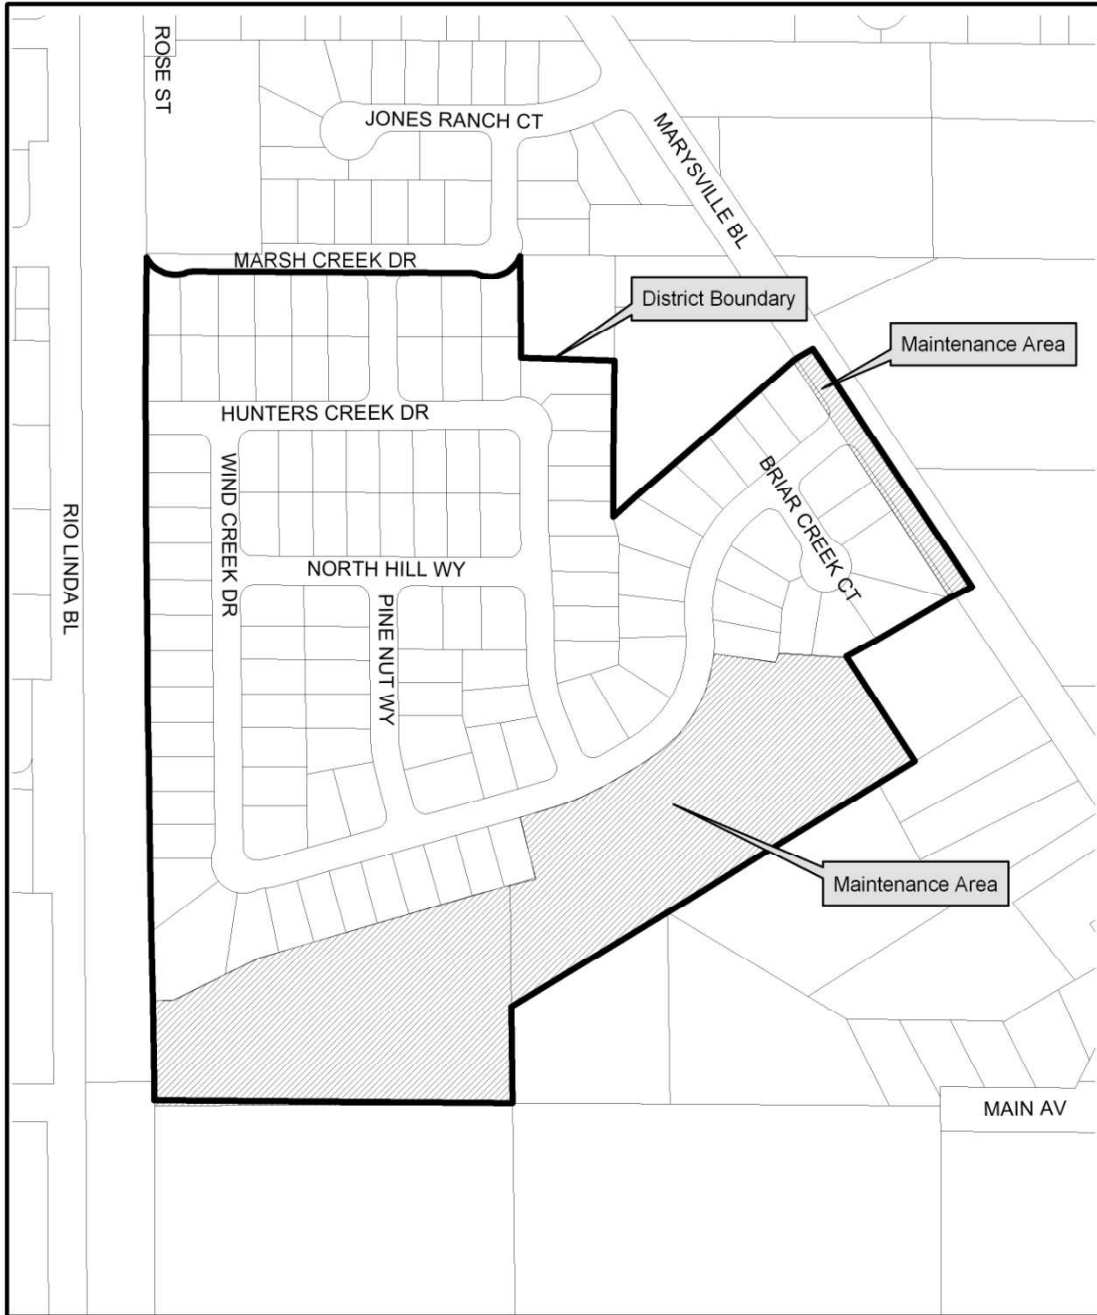 ROSE ST
JONES RANCH CT
MARYSVILLE BL
MARSH CREEK DR
District Boundary
Maintenance Area
HUNTERS CREEK DR
WIND CREEK DR
BRIAR CREEK CT
RIO LINDA BL
NORTH HILL WY
PINE NUT WY
Maintenance Area
MAIN AV